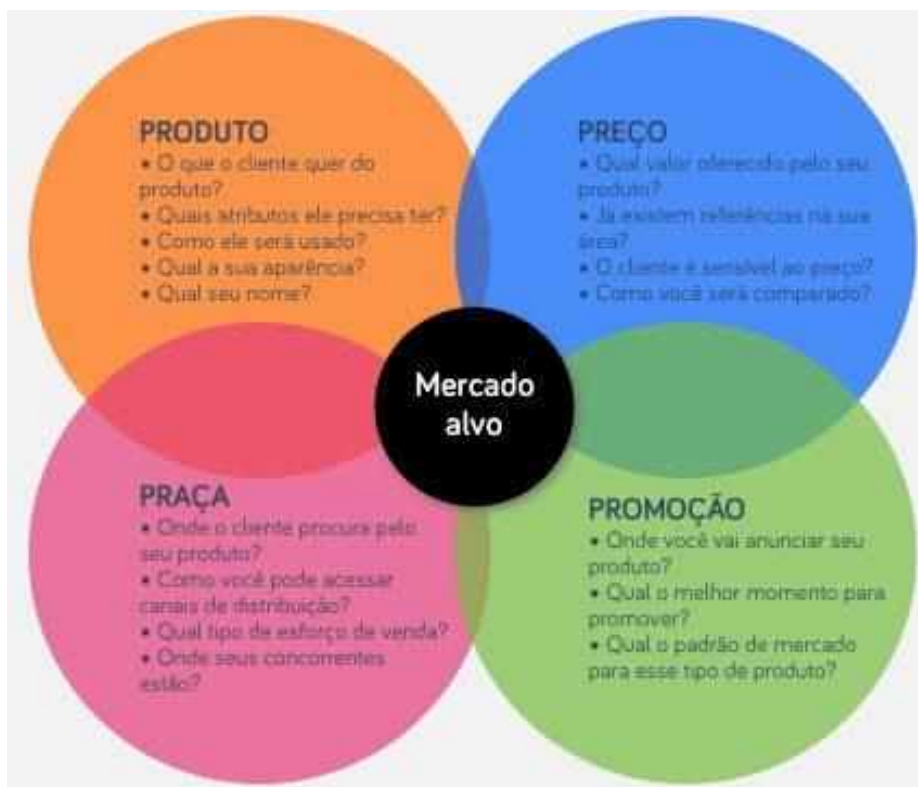 PRODUTO
• O que o cliente quer do
produto?
• Quais atributos ele precisa ter?
• Como ele será usado?
• Qual a sua aparência?
• Qual seu nome?
PREÇO
• Qual valor oferecido pelo seu
produto?
• Já existem referências na sua
área?
• O cliente é sensível ao preço?
• Como você será comparado?
Mercado
alvo
PRAÇA
• Onde o cliente procura pelo
seu produto?
• Como você pode acessar
canais de distribuição?
• Qual tipo de esforço de venda?
• Onde seus concorrentes
estão?
PROMOÇÃO
• Onde você vai anunciar seu
produto?
• Qual o melhor momento para
promover?
• Qual o padrão de mercado
para esse tipo de produto?